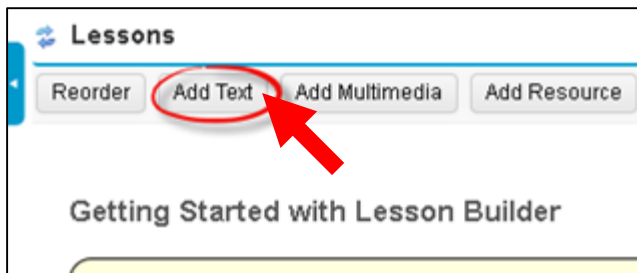 Lessons
Reorder Add Text Add Multimedia Add Resource
Getting Started with Lesson Builder